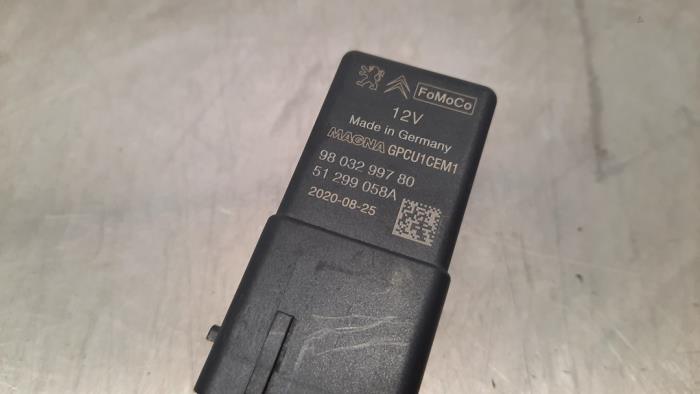 FoMoCo
12V
Made in Germany
MAGNA GPCU1CEM1
98 032 997 80
51 299 058A
2020-08-25